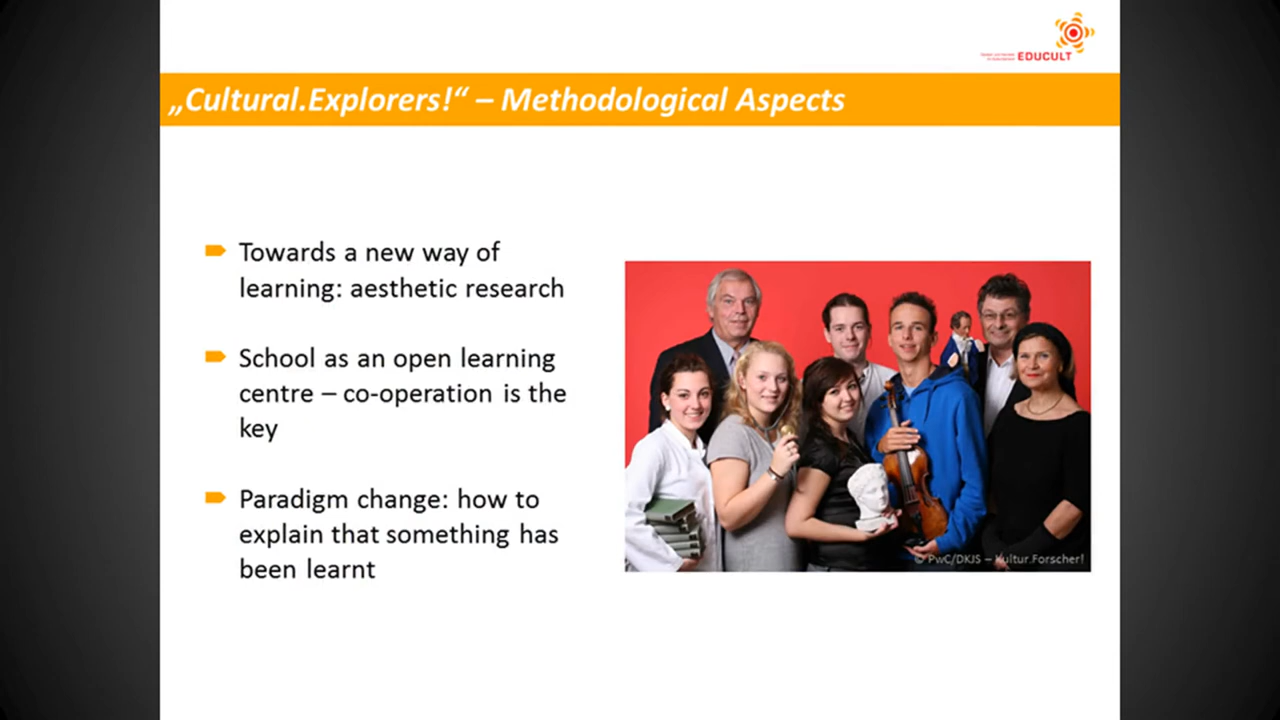 EDUCULT
„Cultural.Explorers!“ – Methodological Aspects
Towards a new way of
learning: aesthetic research
School as an open learning
centre – co-operation is the
key
Paradigm change: how to
explain that something has
been learnt
© PwC/DKJS – Kultur.Forscher!